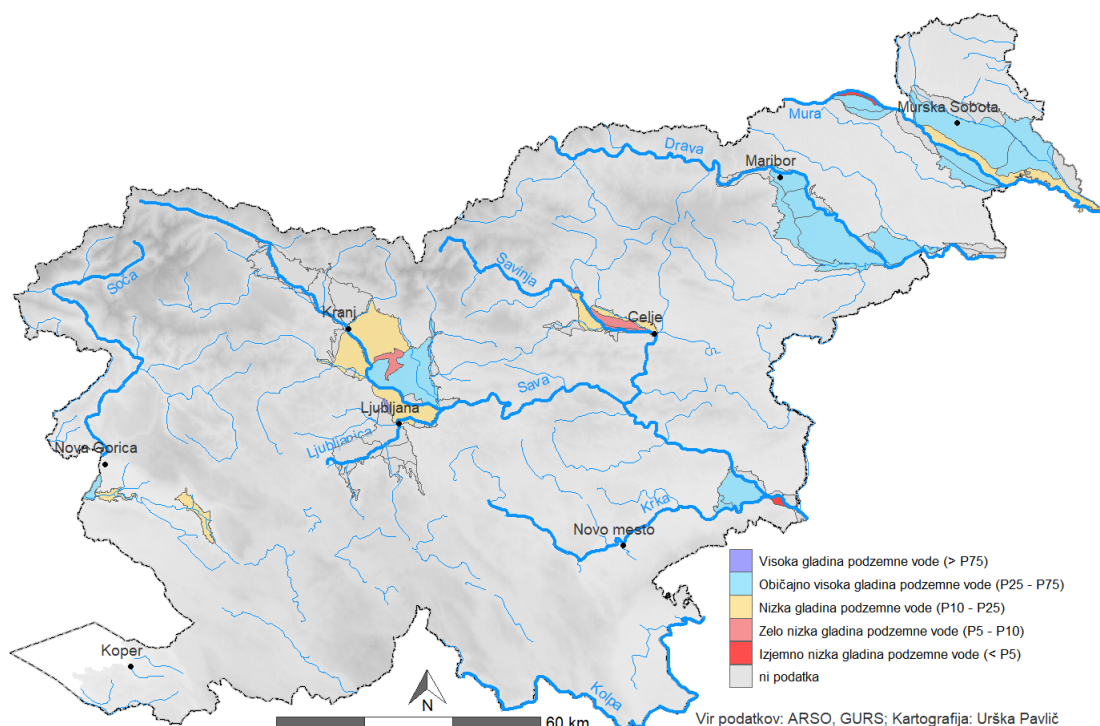 Mura
Murska Sobota
Drava
Maribor
Soča
Savinja
Kranj
Celje
Sava
Ljubljana
Ljubljanica
Nova Gorica
Krka
Novo mesto
Koper
Kolpa
Visoka gladina podzemne vode (> P75)
Običajno visoka gladina podzemne vode (P25 - P75)
Nizka gladina podzemne vode (P10 - P25)
Zelo nizka gladina podzemne vode (P5 - P10)
Izjemno nizka gladina podzemne vode (< P5)
ni podatka
N
60 km
Vir podatkov: ARSO, GURS; Kartografija: Urška Pavlič